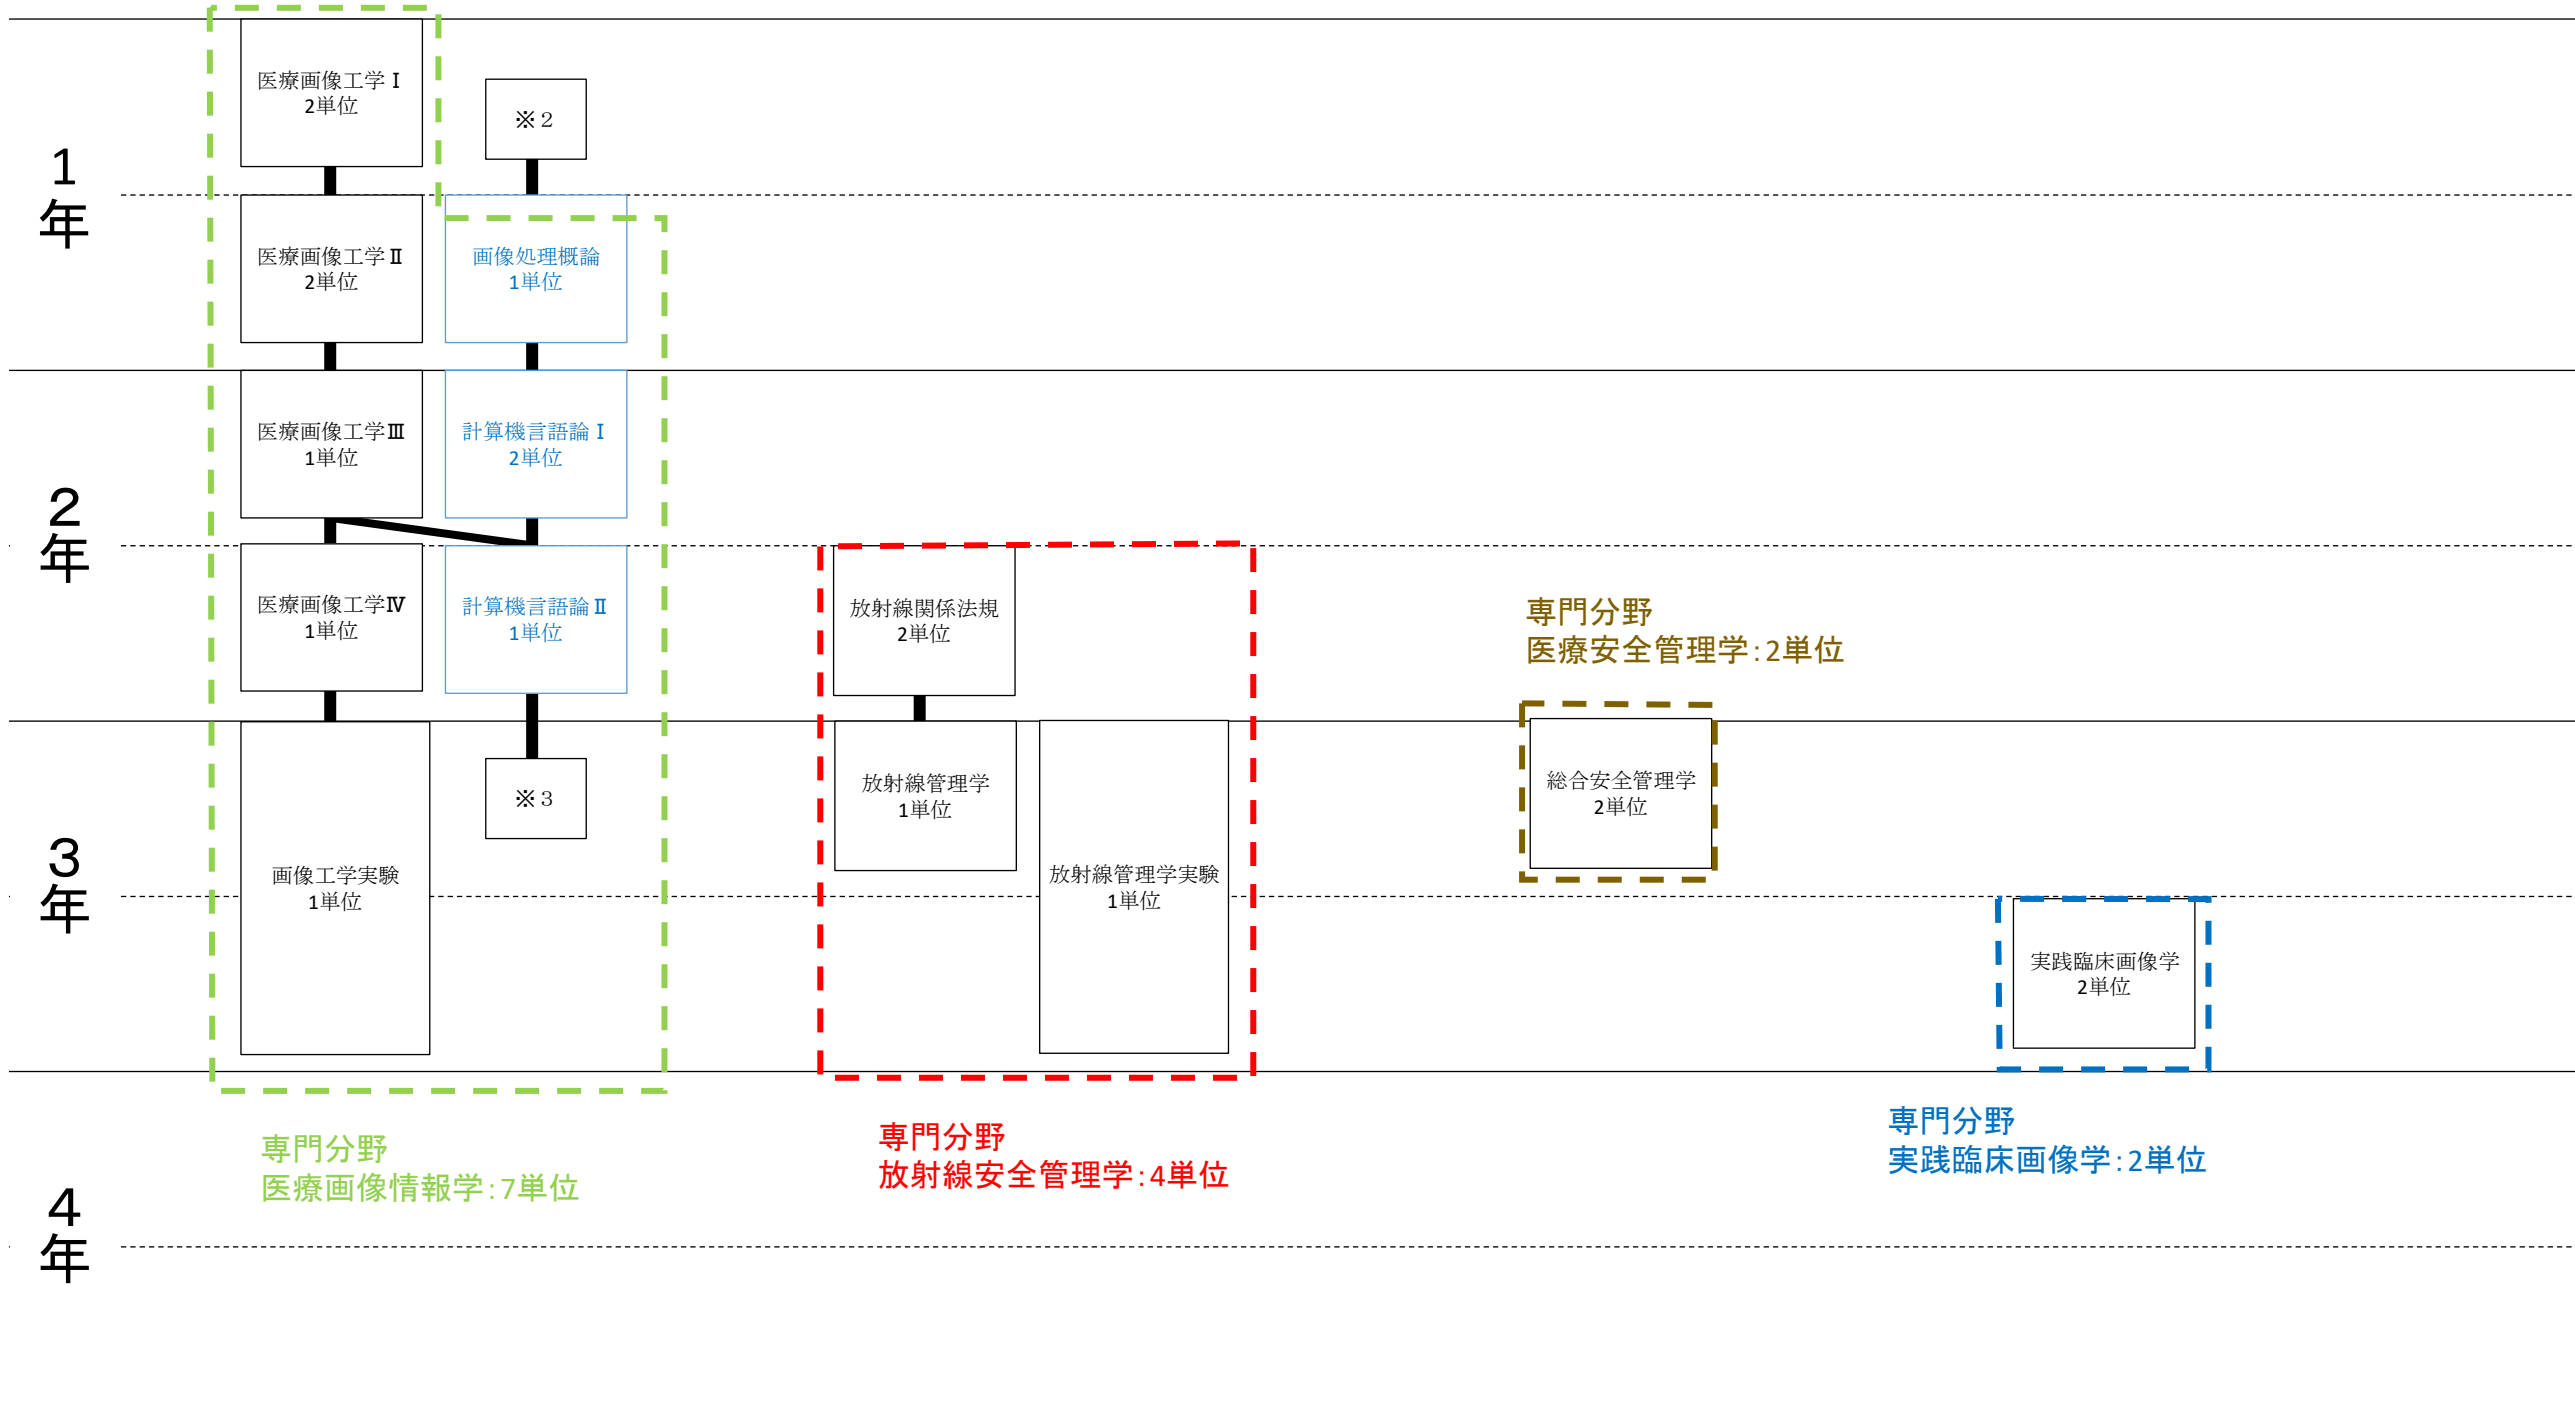 医療画像工学Ⅰ
2単位
※2
1
年
医療画像工学Ⅱ
2単位
画像処理概論
1単位
医療画像工学Ⅲ
1単位
計算機言語論Ⅰ
2単位
2
年
医療画像工学Ⅳ
1単位
計算機言語論Ⅱ
1単位
放射線関係法規
2単位
専門分野
医療安全管理学:2単位
放射線管理学
1単位
※3
総合安全管理学
2単位
3
年
画像工学実験
1単位
放射線管理学実験
1単位
実践臨床画像学
2単位
専門分野
医療画像情報学:7単位
専門分野
放射線安全管理学:4単位
専門分野
実践臨床画像学:2単位
4
年